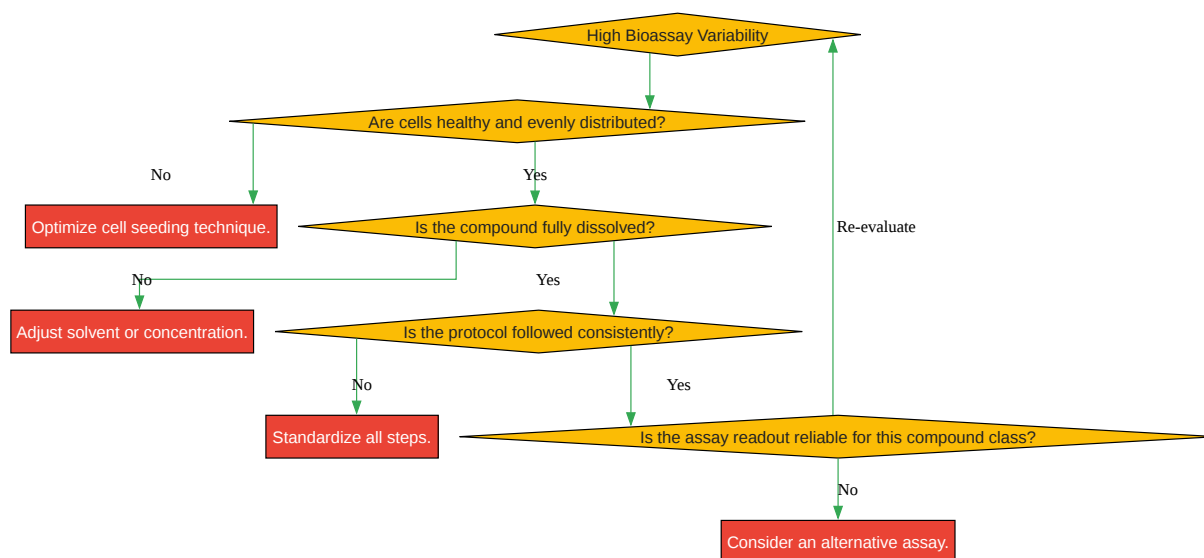 High Bioassay Variability
Are cells healthy and evenly distributed?
No
Yes
Optimize cell seeding technique.
Is the compound fully dissolved?
Re-evaluate
No
Yes
Adjust solvent or concentration.
Is the protocol followed consistently?
No
Yes
Standardize all steps.
Is the assay readout reliable for this compound class?
No
Consider an alternative assay.